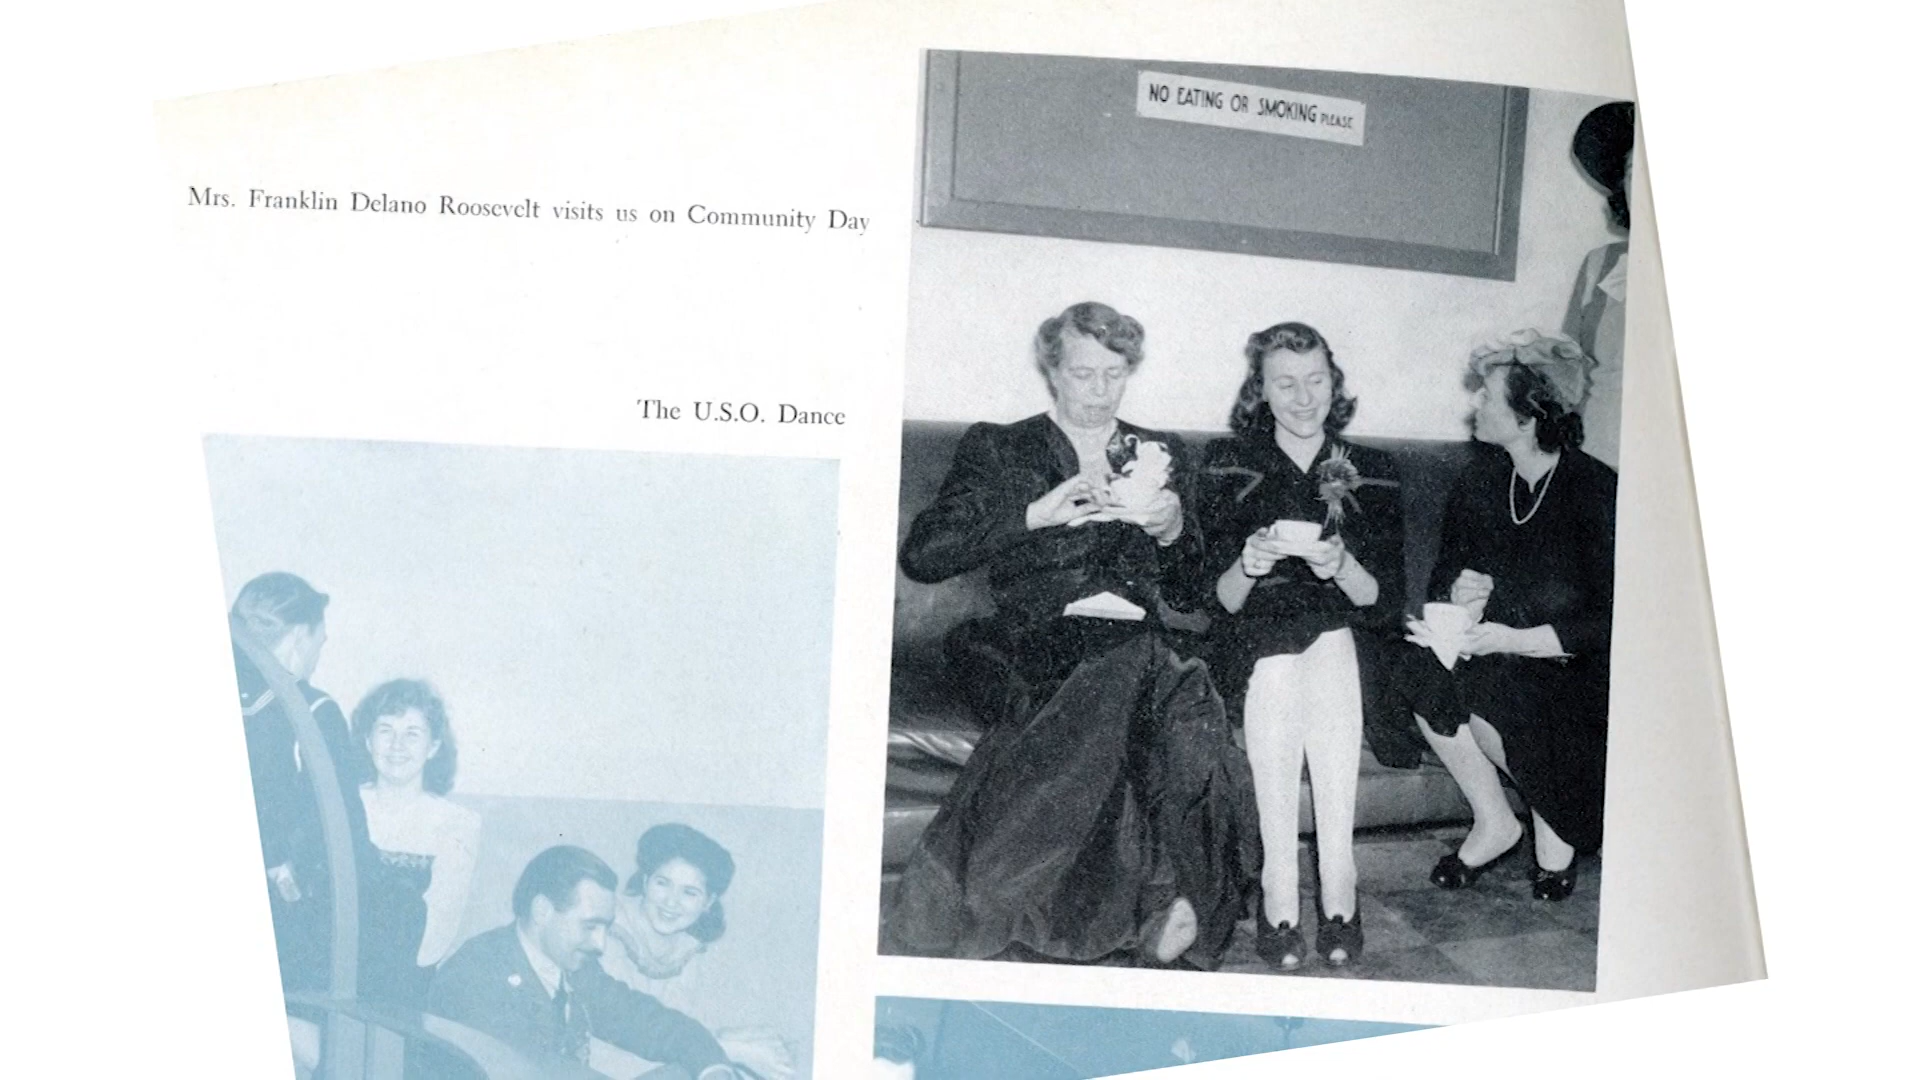 NO EATING OR SMOKING PLEASE
Mrs. Franklin Delano Roosevelt visits us on Community Day
The U.S.O. Dance